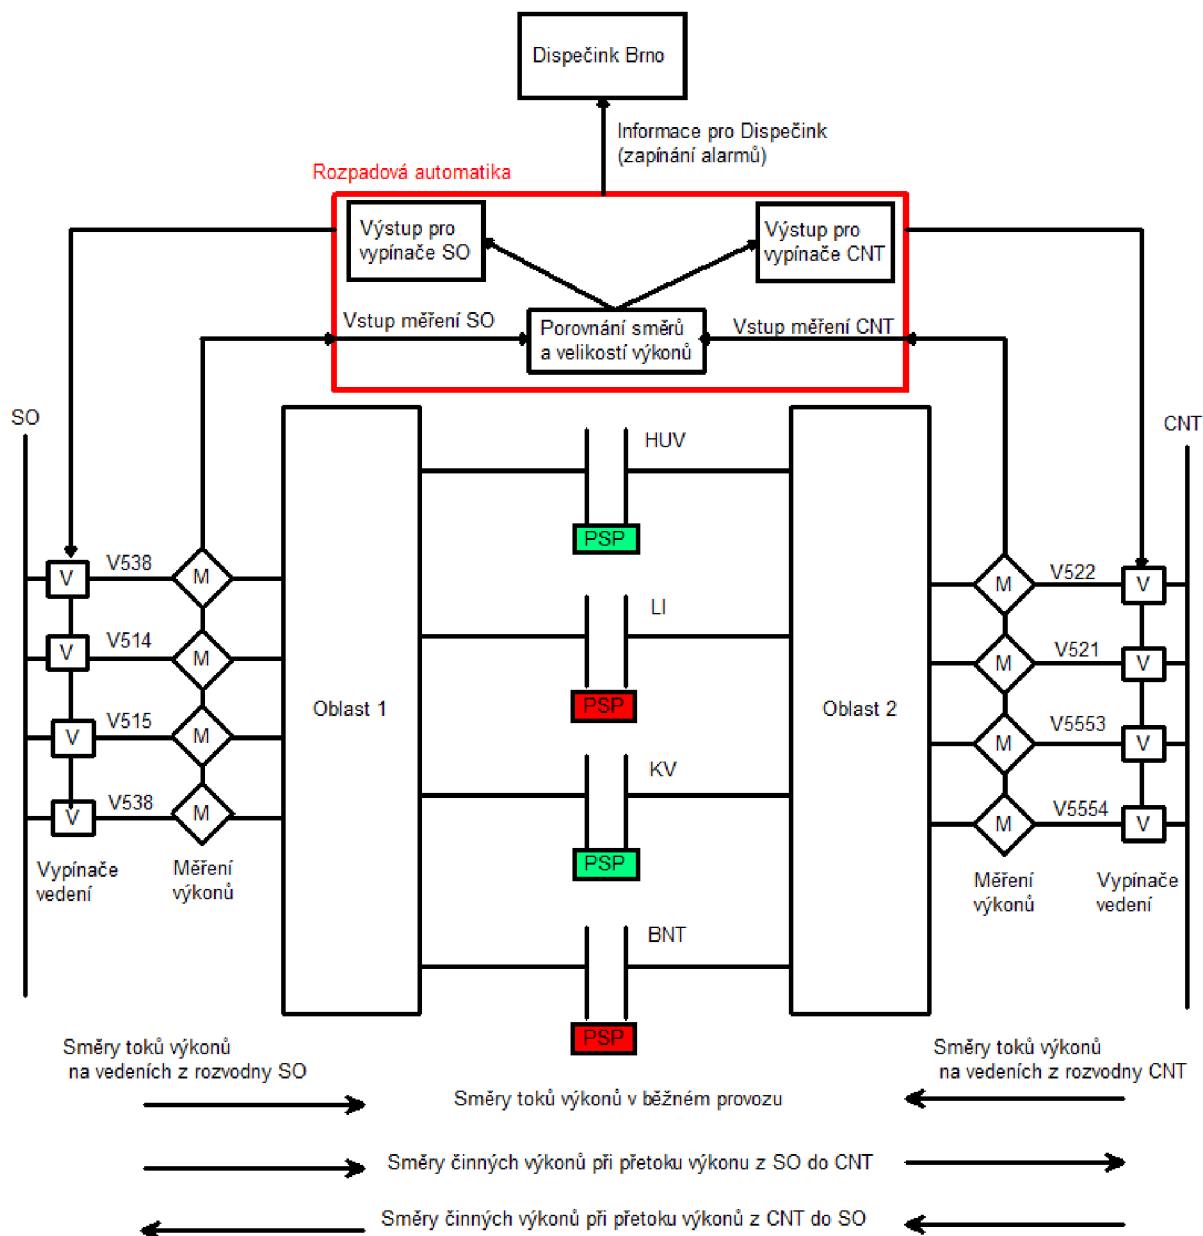 Dispečink Brno
Informace pro Dispečink
(zapínání alarmů)
Rozpadová automatika
Výstup pro
vypínače SO
Výstup pro
vypínače CNT
Vstup měření SO
Porovnání směrů
a velikostí výkonů
Vstup měření CNT
SO
CNT
HUV
PSP
V538
V
M
M
V522
V
LI
V514
V
M
M
V521
V
PSP
Oblast 1
Oblast 2
V515
V
M
M
V5553
V
KV
V538
V
M
M
V5554
V
PSP
Vypínače
vedení
Měření
výkonů
Měření
výkonů
Vypínače
vedení
BNT
PSP
Směry toků výkonů
na vedeních z rozvodny SO
Směry toků výkonů
na vedeních z rozvodny CNT
Směry toků výkonů v běžném provozu
Směry činných výkonů při přetoku výkonu z SO do CNT
Směry činných výkonů při přetoku výkonů z CNT do SO